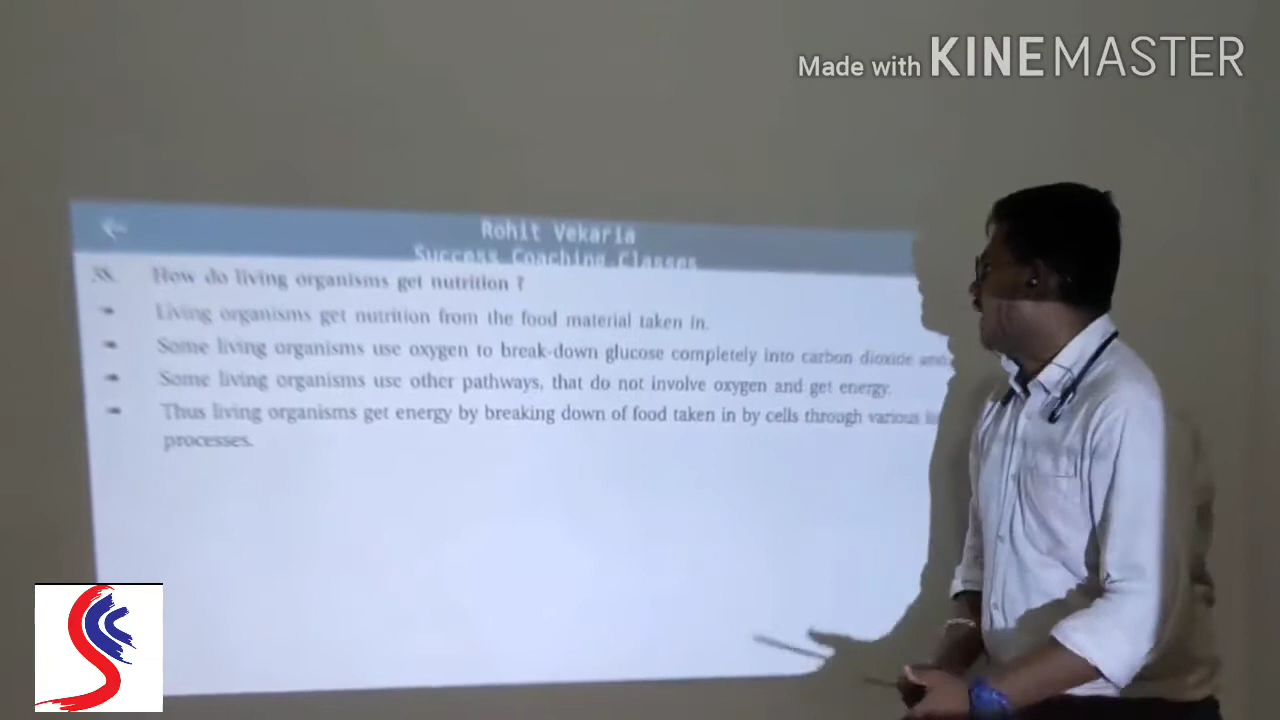 Made with KINEMASTER
Rohit Vekaria
Success Coaching Classes
38. How do living organisms get nutrition ?
Living organisms get nutrition from the food material taken in.
Some living organisms use oxygen to break-down glucose completely into carbon dioxide and
Some living organisms use other pathways, that do not involve oxygen and get energy.
Thus living organisms get energy by breaking down of food taken in by cells through various
processes.